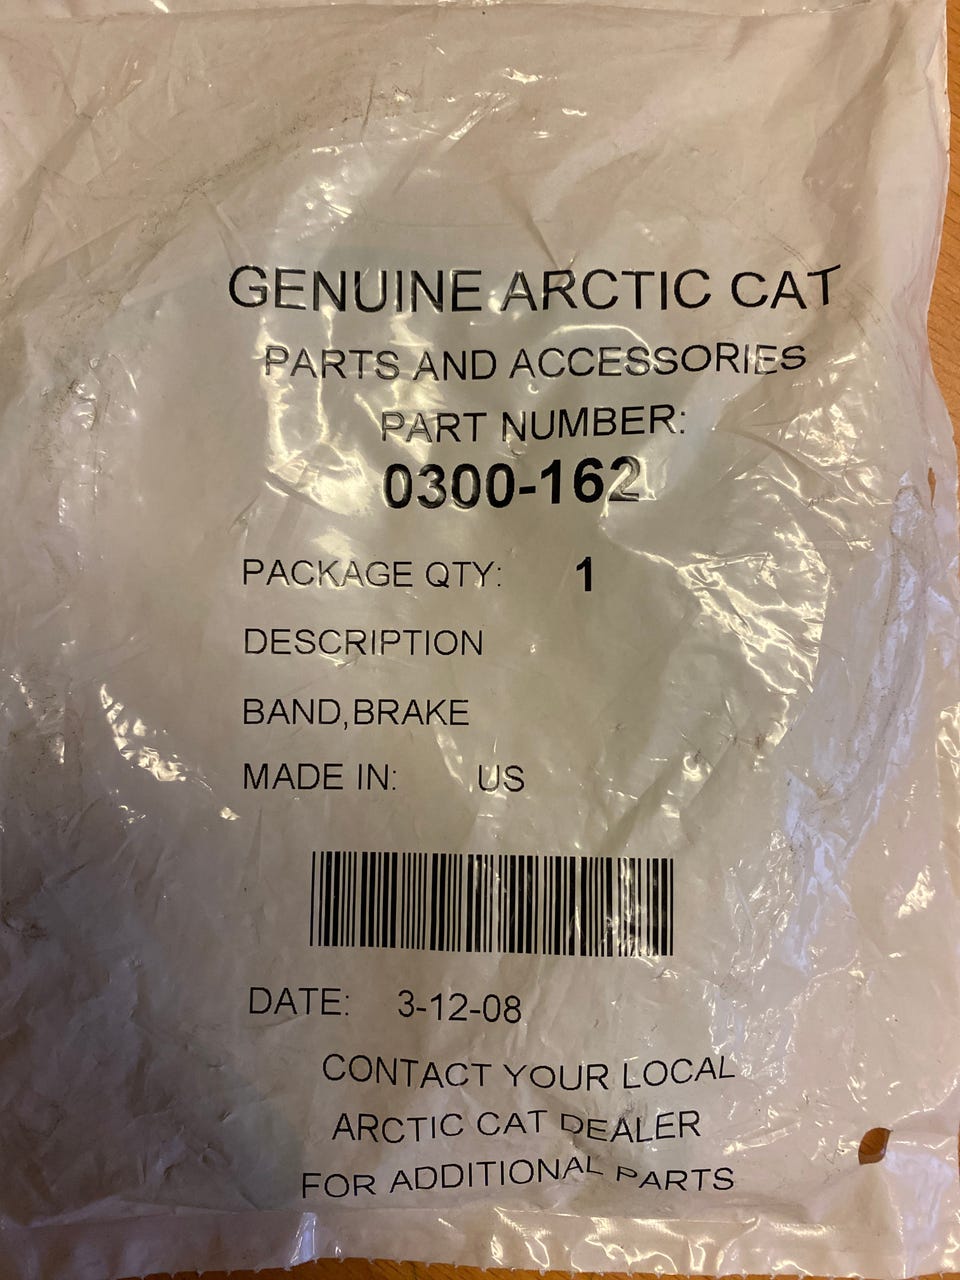 GENUINE ARCTIC CAT
PARTS AND ACCESSORIES
PART NUMBER:
0300-162
PACKAGE QTY: 1
DESCRIPTION
BAND,BRAKE
MADE IN: US
DATE: 3-12-08
CONTACT YOUR LOCAL
ARCTIC CAT DEALER
FOR ADDITIONAL PARTS